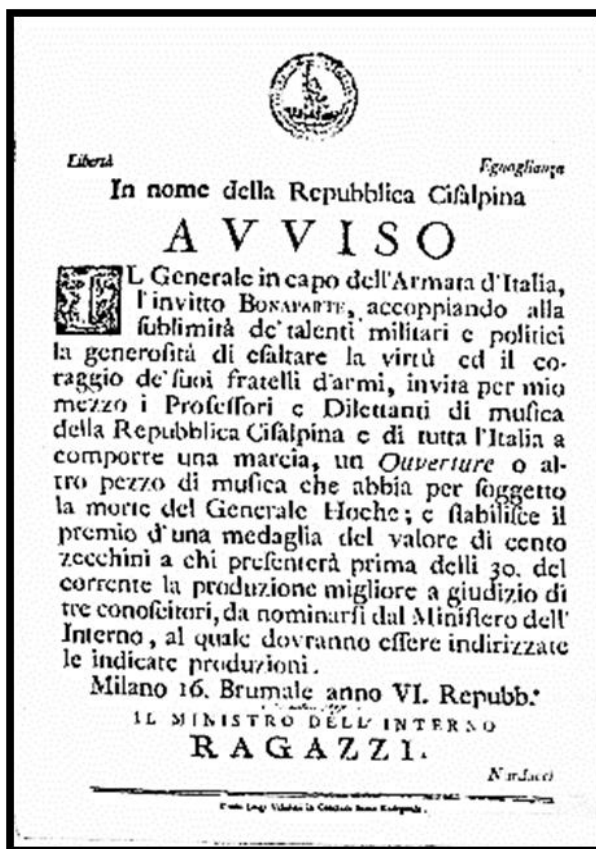 Libertà Eguaglianza
In nome della Repubblica Ciſalpina
AVVISO
IL Generale in capo dell'Armata d'Italia,
l'invitto BONAPARTE, accoppiando alla
ſublimità de' talenti militari e politici
la generoſità di eſaltare la virtù ed il co-
raggio de' ſuoi fratelli d'armi, invita per mio
mezzo i Profeſſori e Dilettanti di muſica
della Repubblica Ciſalpina e di tutta l'Italia a
comporre una marcia, un Ouverture o al-
tro pezzo di muſica che abbia per ſoggetto
la morte del Generale Hoche; e ſtabiliſce il
premio d'una medaglia del valore di cento
zecchini a chi preſenterà prima delli 30. del
corrente la produzione migliore a giudizio di
tre conoſcitori, da nominarſi dal Miniſtero dell'
Interno, al quale dovranno eſſere indirizzate
le indicate produzioni.
Milano 16. Brumale anno VI. Repubb.
IL MINISTRO DELL' INTERNO
RAGAZZI.
Narducci